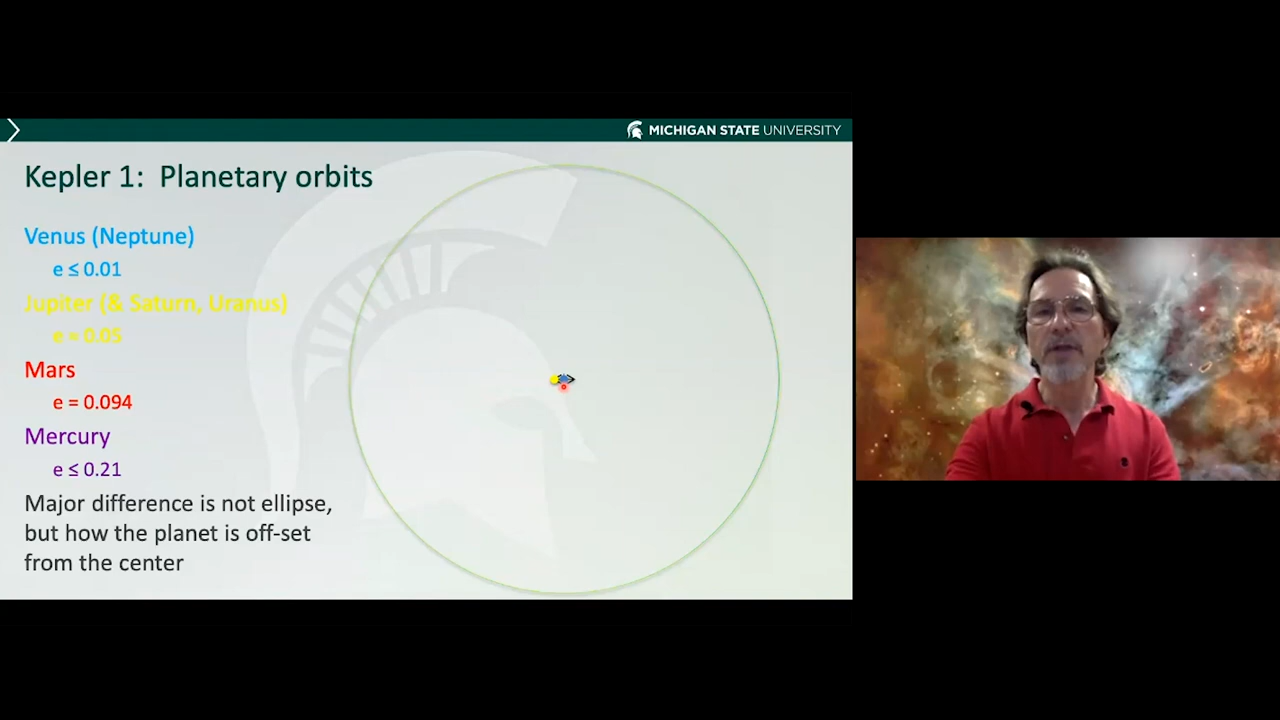 MICHIGAN STATE UNIVERSITY
Kepler 1: Planetary orbits
Venus (Neptune)
e ≤ 0.01
Jupiter (& Saturn, Uranus)
e = 0.05
Mars
e = 0.094
Mercury
e ≤ 0.21
Major difference is not ellipse,
but how the planet is off-set
from the center